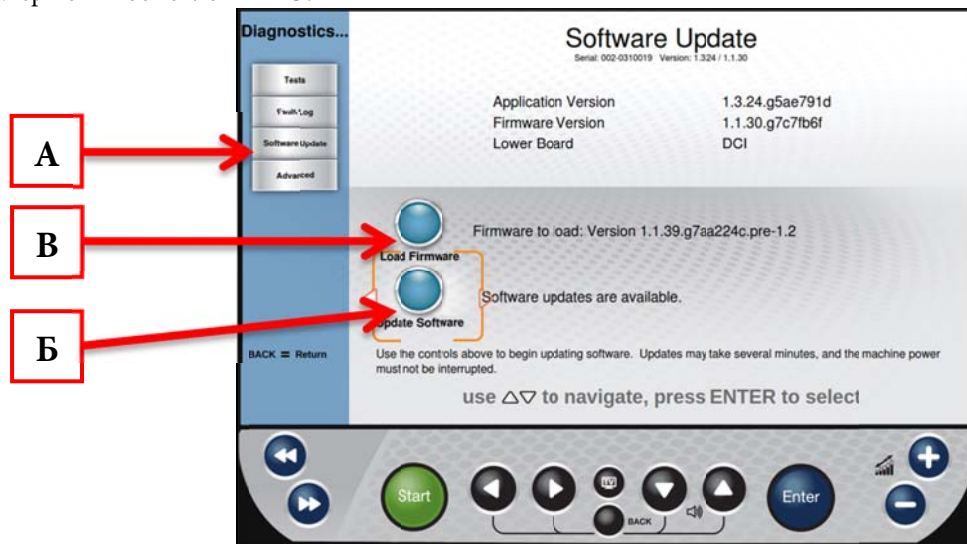 Diagnostics...
Software Update
Serial: 002-0310019 Version: 1.324 / 1.1.30
Tests
Fault Log
Software Update
Advanced
Application Version 1.3.24.g5ae791d
Firmware Version 1.1.30.g7c7fb6f
Lower Board DCI
А
В
Б
Load Firmware
Firmware to load: Version 1.1.39.g7aa224c.pre-1.2
Update Software
Software updates are available.
BACK = Return
Use the controls above to begin updating software. Updates may take several minutes, and the machine power
must not be interrupted.
use △▽ to navigate, press ENTER to select
Start
TV
BACK
Enter